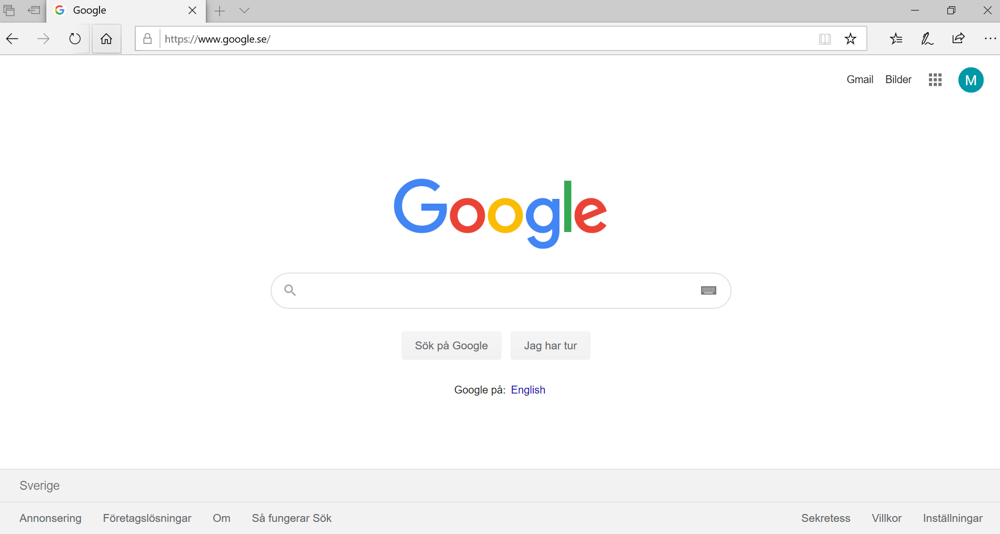 Google
https://www.google.se/
Gmail Bilder M
Google
Sök på Google Jag har tur
Google på: English
Sverige
Annonsering Företagslösningar Om Så fungerar Sök Sekretess Villkor Inställningar